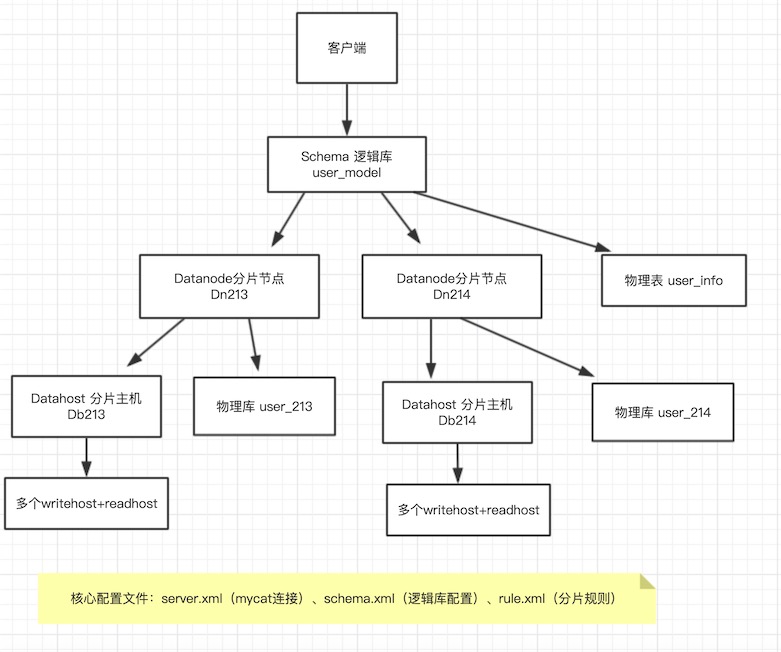 客户端
Schema 逻辑库
user_model
Datanode分片节点
Dn213
Datanode分片节点
Dn214
物理表 user_info
Datahost 分片主机
Db213
物理库 user_213
Datahost 分片主机
Db214
物理库 user_214
多个writehost+readhost
多个writehost+readhost
核心配置文件：server.xml（mycat连接）、schema.xml（逻辑库配置）、rule.xml（分片规则）